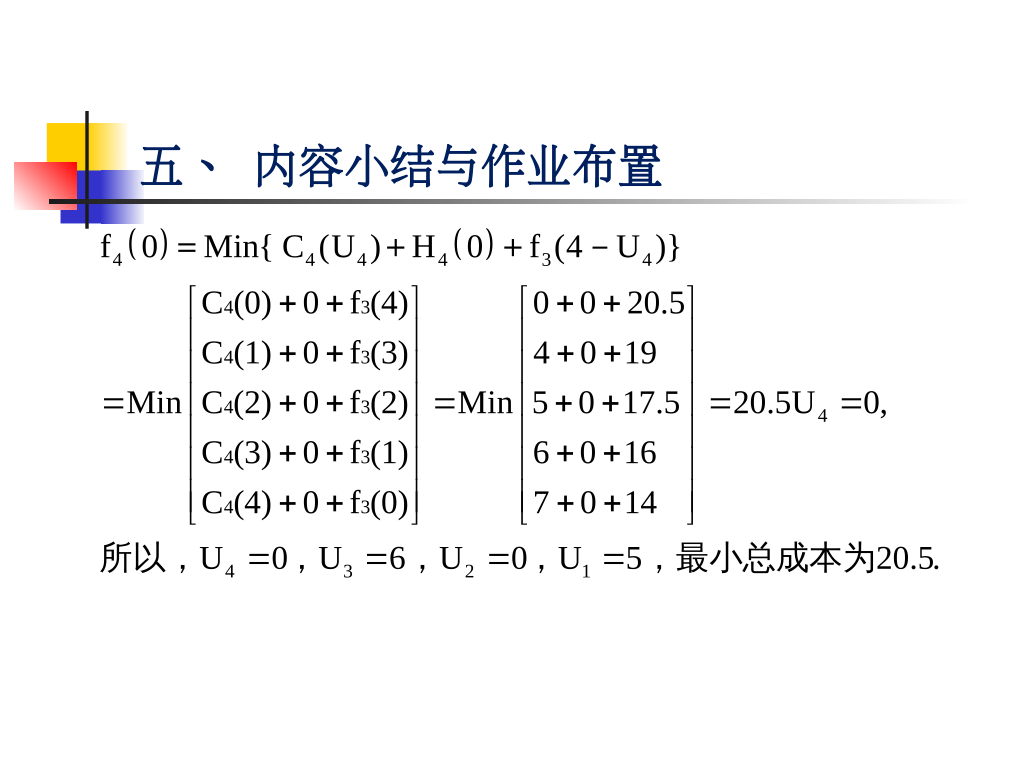 五、 内容小结与作业布置
f₄(0)=Min{ C₄(U₄)+H₄(0)+f₃(4−U₄)}
=Min [C₄(0)+0+f₃(4) C₄(1)+0+f₃(3) C₄(2)+0+f₃(2) C₄(3)+0+f₃(1) C₄(4)+0+f₃(0)] =Min [0+0+20.5 4+0+19 5+0+17.5 6+0+16 7+0+14] =20.5U₄=0,
所以，U₄=0，U₃=6，U₂=0，U₁=5，最小总成本为20.5.